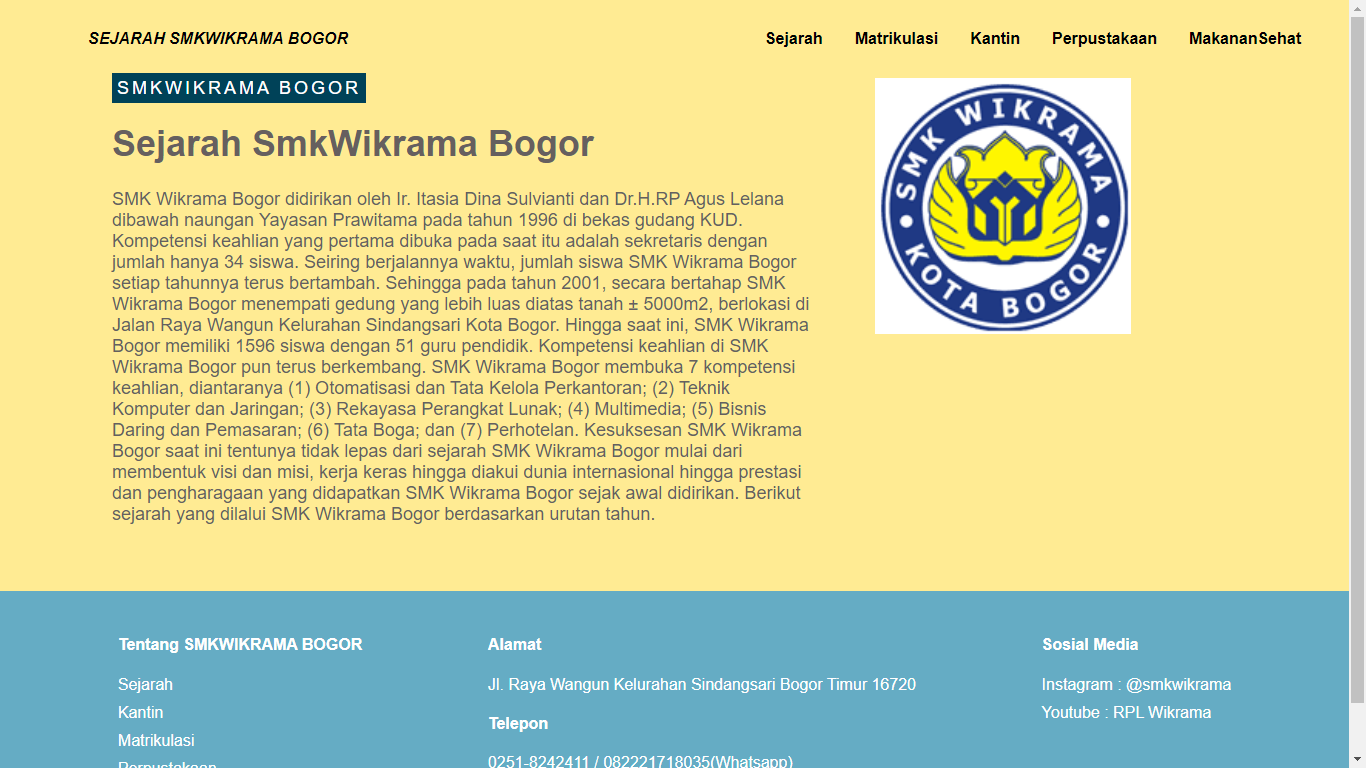 SEJARAH SMKWIKRAMA BOGOR
Sejarah Matrikulasi Kantin Perpustakaan MakananSehat
SMKWIKRAMA BOGOR
Sejarah SmkWikrama Bogor
SMK Wikrama Bogor didirikan oleh Ir. Itasia Dina Sulvianti dan Dr.H.RP Agus Lelana
dibawah naungan Yayasan Prawitama pada tahun 1996 di bekas gudang KUD.
Kompetensi keahlian yang pertama dibuka pada saat itu adalah sekretaris dengan
jumlah hanya 34 siswa. Seiring berjalannya waktu, jumlah siswa SMK Wikrama Bogor
setiap tahunnya terus bertambah. Sehingga pada tahun 2001, secara bertahap SMK
Wikrama Bogor menempati gedung yang lebih luas diatas tanah ± 5000m2, berlokasi di
Jalan Raya Wangun Kelurahan Sindangsari Kota Bogor. Hingga saat ini, SMK Wikrama
Bogor memiliki 1596 siswa dengan 51 guru pendidik. Kompetensi keahlian di SMK
Wikrama Bogor pun terus berkembang. SMK Wikrama Bogor membuka 7 kompetensi
keahlian, diantaranya (1) Otomatisasi dan Tata Kelola Perkantoran; (2) Teknik
Komputer dan Jaringan; (3) Rekayasa Perangkat Lunak; (4) Multimedia; (5) Bisnis
Daring dan Pemasaran; (6) Tata Boga; dan (7) Perhotelan. Kesuksesan SMK Wikrama
Bogor saat ini tentunya tidak lepas dari sejarah SMK Wikrama Bogor mulai dari
membentuk visi dan misi, kerja keras hingga diakui dunia internasional hingga prestasi
dan pengharagaan yang didapatkan SMK Wikrama Bogor sejak awal didirikan. Berikut
sejarah yang dilalui SMK Wikrama Bogor berdasarkan urutan tahun.
SMK WIKRAMA
KOTA BOGOR
Tentang SMKWIKRAMA BOGOR
Sejarah
Kantin
Matrikulasi
Perpustakaan
Alamat
Jl. Raya Wangun Kelurahan Sindangsari Bogor Timur 16720
Telepon
0251-8242411 / 082221718035(Whatsapp)
Sosial Media
Instagram : @smkwikrama
Youtube : RPL Wikrama